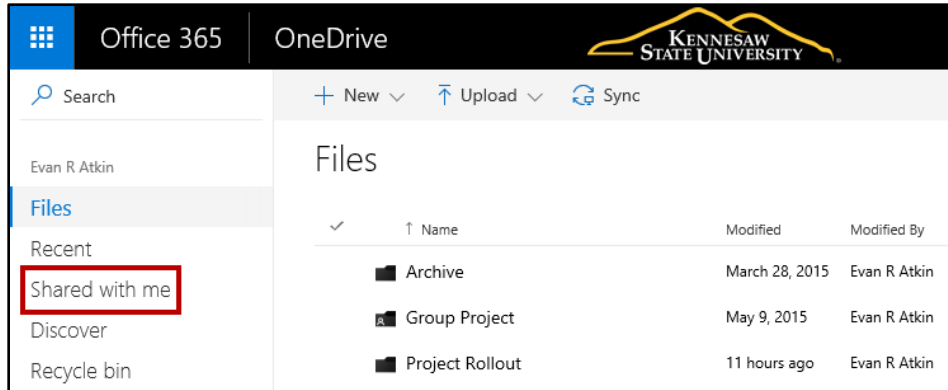 Office 365 OneDrive KENNESAW
STATE UNIVERSITY
Search
New Upload Sync
Evan R Atkin
Files
Files
Recent
Shared with me
Discover
Recycle bin
Name Modified Modified By
Archive March 28, 2015 Evan R Atkin
Group Project May 9, 2015 Evan R Atkin
Project Rollout 11 hours ago Evan R Atkin